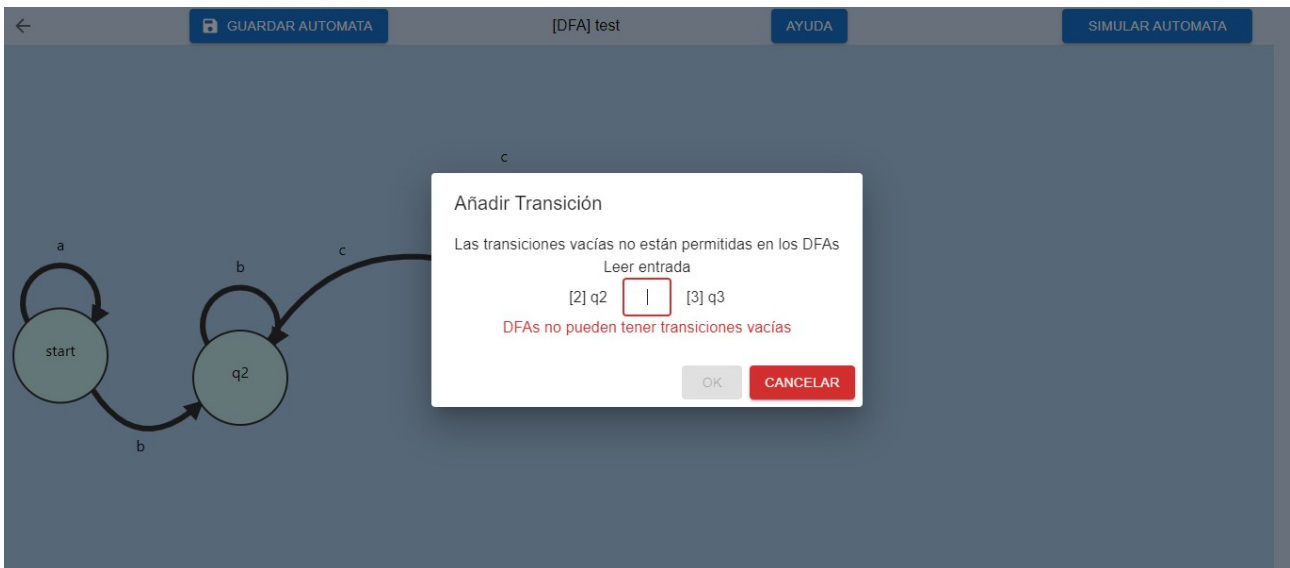 GUARDAR AUTOMATA [DFA] test AYUDA SIMULAR AUTOMATA
c
Añadir Transición
Las transiciones vacías no están permitidas en los DFAs
Leer entrada
[2] q2 [3] q3
DFAs no pueden tener transiciones vacías
OK CANCELAR
a
b
c
start
q2
b